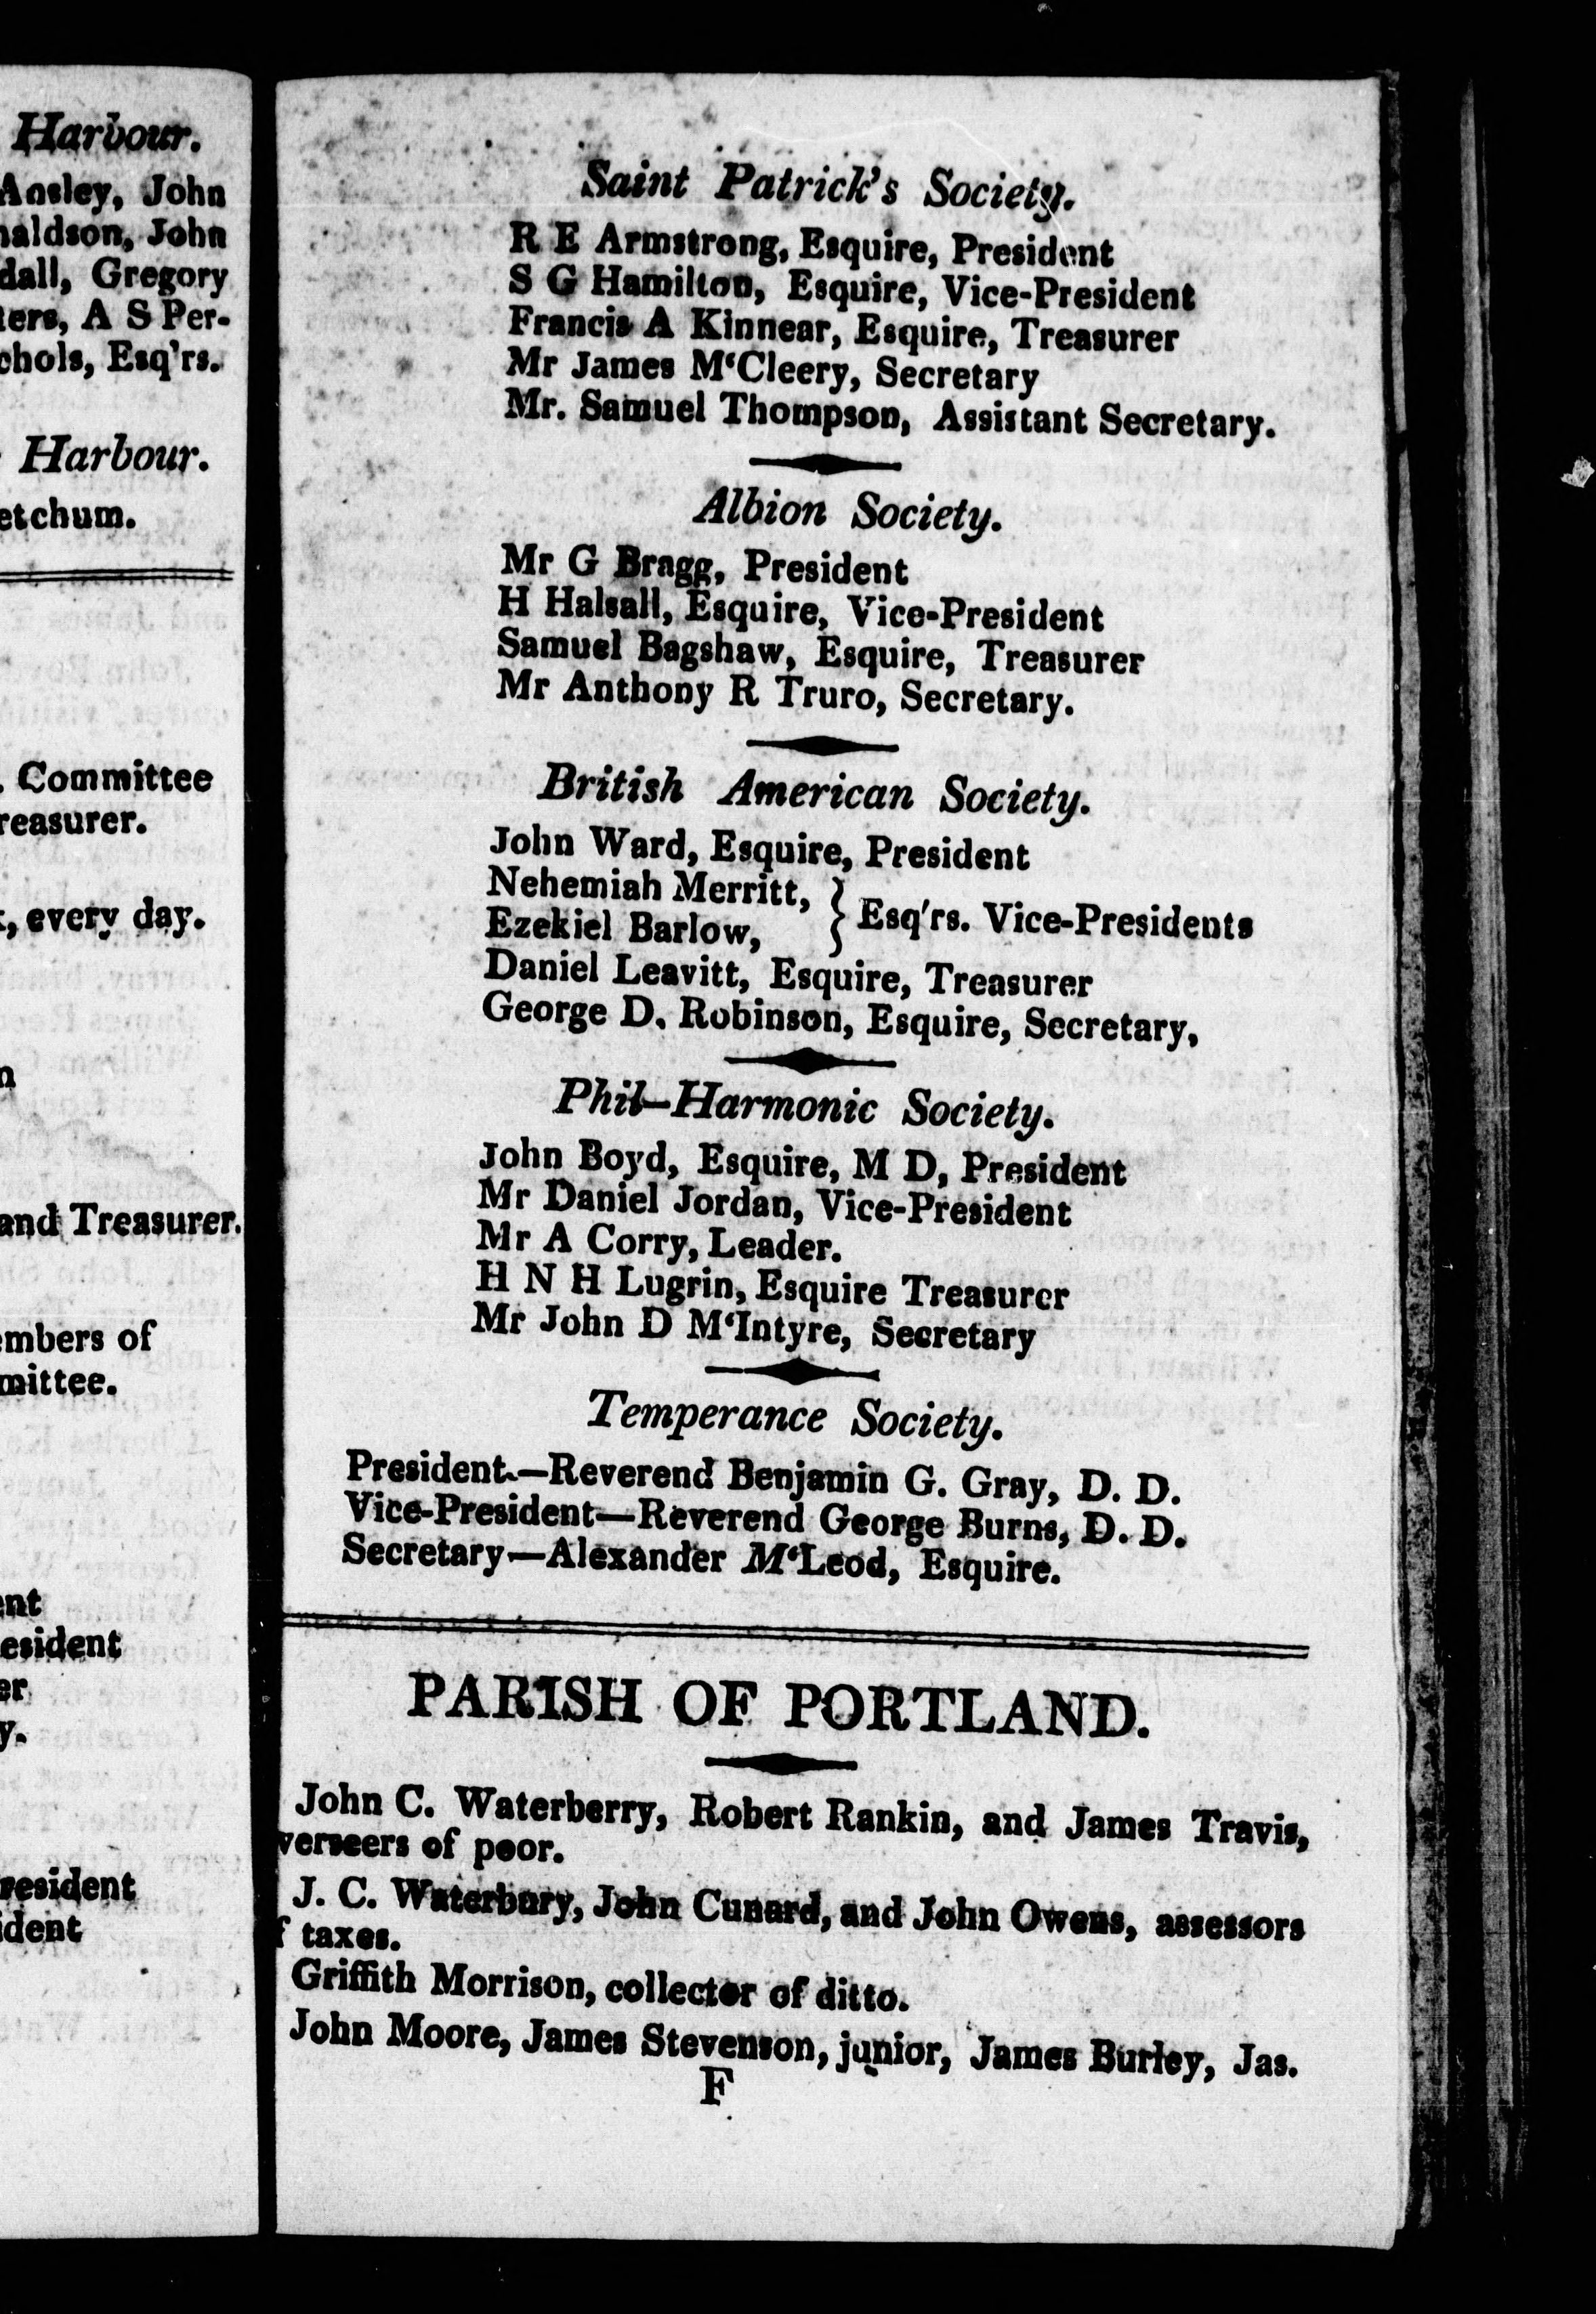 Harbour.
Ansley, John
naldson, John
dall, Gregory
ters, A S Per-
chols, Esq'rs.
Harbour.
etchum.
. Committee
reasurer.
, every day.
n
and Treasurer.
embers of
mittee.
ent
esident
er
y.
resident
ident
Saint Patrick's Society.
R E Armstrong, Esquire, President
S G Hamilton, Esquire, Vice-President
Francis A Kinnear, Esquire, Treasurer
Mr James M'Cleery, Secretary
Mr. Samuel Thompson, Assistant Secretary.
Albion Society.
Mr G Bragg, President
H Halsall, Esquire, Vice-President
Samuel Bagshaw, Esquire, Treasurer
Mr Anthony R Truro, Secretary.
British American Society.
John Ward, Esquire, President
Nehemiah Merritt, } Esq'rs. Vice-Presidents
Ezekiel Barlow,
Daniel Leavitt, Esquire, Treasurer
George D. Robinson, Esquire, Secretary,
Phil-Harmonic Society.
John Boyd, Esquire, M D, President
Mr Daniel Jordan, Vice-President
Mr A Corry, Leader.
H N H Lugrin, Esquire Treasurer
Mr John D M'Intyre, Secretary
Temperance Society.
President.—Reverend Benjamin G. Gray, D. D.
Vice-President—Reverend George Burns, D. D.
Secretary—Alexander M'Leod, Esquire.
PARISH OF PORTLAND.
John C. Waterberry, Robert Rankin, and James Travis,
verseers of poor.
J. C. Waterbury, John Cunard, and John Owens, assessors
f taxes.
Griffith Morrison, collector of ditto.
John Moore, James Stevenson, junior, James Burley, Jas.
F